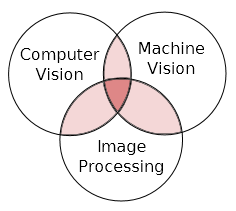 Computer
Vision
Machine
Vision
Image
Processing